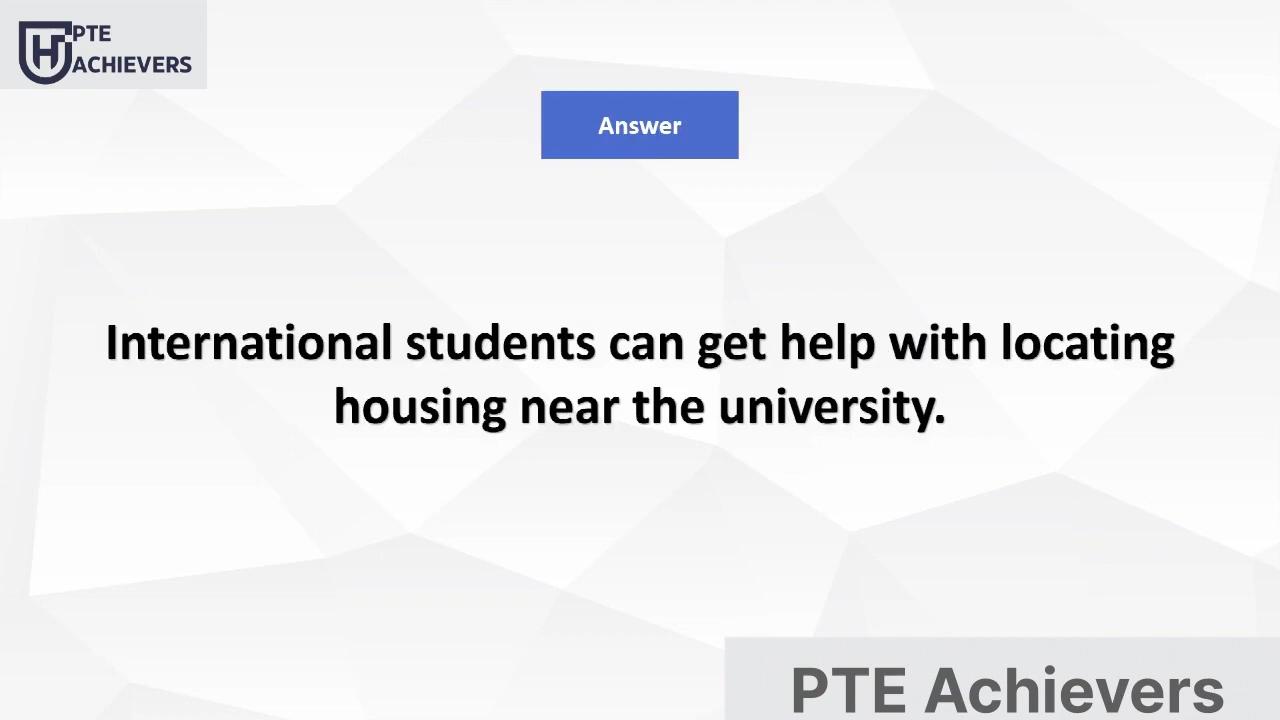 PTE
ACHIEVERS
Answer
International students can get help with locating
housing near the university.
PTE Achievers